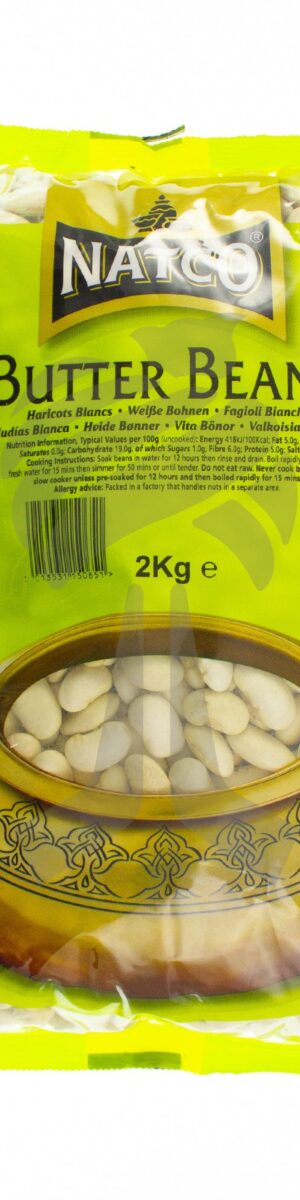 NATCO®
BUTTER BEAN
Haricots Blancs • Weiße Bohnen • Fagioli Bianch
udías Blanca • Hvide Bønner • Vita Bönor • Valkoisia
Nutrition Information, Typical Values per 100g (uncooked): Energy 418kJ/100Kcal; Fat 5.0g,
Saturates 0.0g; Carbohydrate 19.0g, of which Sugars 1.0g; Fibre 6.0g; Protein 5.0g; Salt
Cooking Instructions: Soak beans in water for 12 hours then rinse and drain. Boil rapidly
fresh water for 15 mins then simmer for 50 mins or until tender. Do not eat raw. Never cook b
slow cooker unless pre-soaked for 12 hours and then boiled rapidly for 15 mins
Allergy advice: Packed in a factory that handles nuts in a separate area.
2Kg e